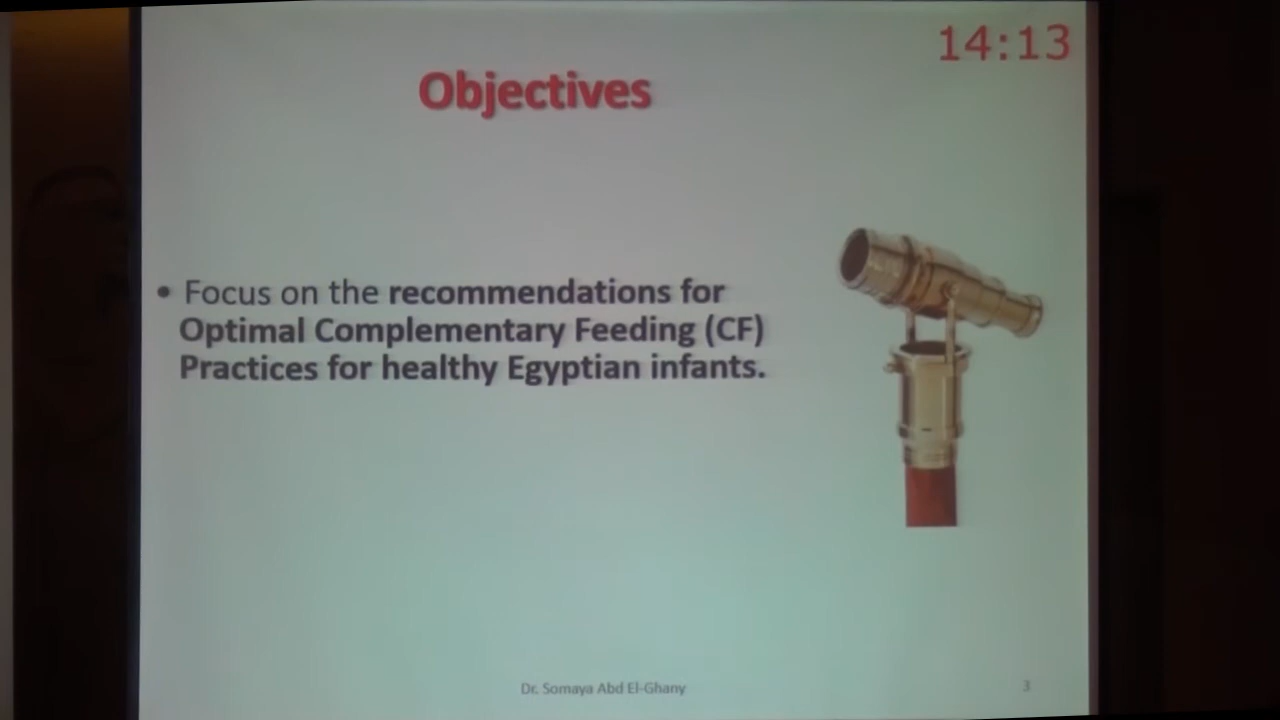 14:13
Objectives
• Focus on the recommendations for
Optimal Complementary Feeding (CF)
Practices for healthy Egyptian infants.
Dr. Somaya Abd El-Ghany
3